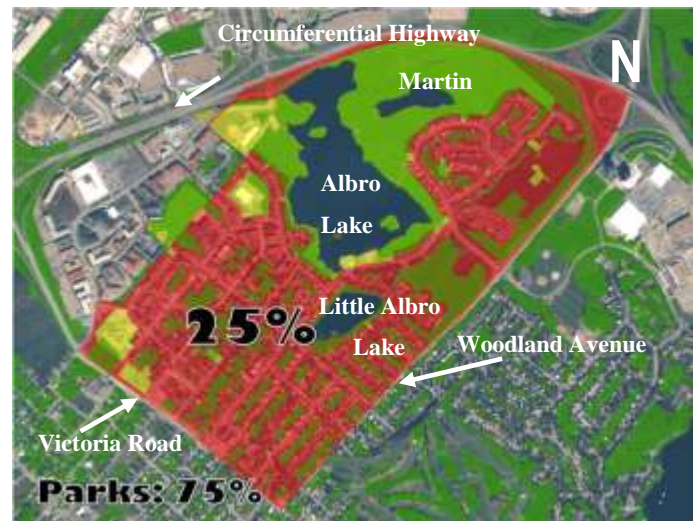 Circumferential Highway
N
Martin
Albro
Lake
25%
Little Albro
Lake
Woodland Avenue
Victoria Road
Parks: 75%